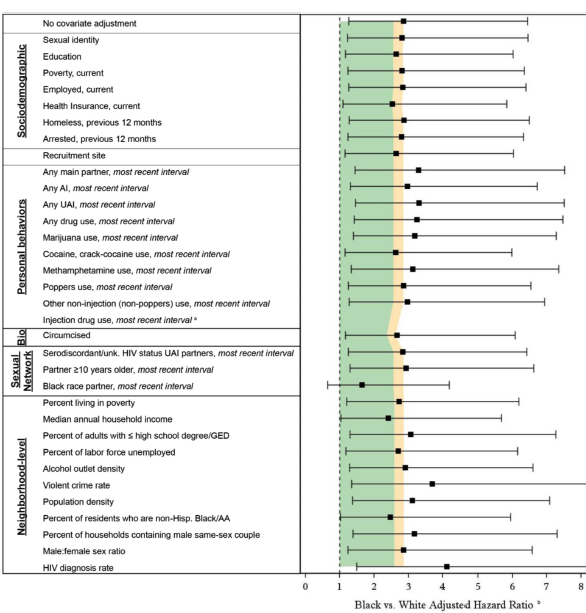 No covariate adjustment
Sociodemographic
Sexual identity
Education
Poverty, current
Employed, current
Health Insurance, current
Homeless, previous 12 months
Arrested, previous 12 months
Recruitment site
Personal behaviors
Any main partner, most recent interval
Any AI, most recent interval
Any UAI, most recent interval
Any drug use, most recent interval
Marijuana use, most recent interval
Cocaine, crack-cocaine use, most recent interval
Methamphetamine use, most recent interval
Poppers use, most recent interval
Other non-injection (non-poppers) use, most recent interval
Injection drug use, most recent interval ᵃ
Bio
Circumcised
Sexual
Network
Serodiscordant/unk. HIV status UAI partners, most recent interval
Partner ≥10 years older, most recent interval
Black race partner, most recent interval
Neighborhood-level
Percent living in poverty
Median annual household income
Percent of adults with ≤ high school degree/GED
Percent of labor force unemployed
Alcohol outlet density
Violent crime rate
Population density
Percent of residents who are non-Hisp. Black/AA
Percent of households containing male same-sex couple
Male:female sex ratio
HIV diagnosis rate
0 1 2 3 4 5 6 7 8
Black vs. White Adjusted Hazard Ratio ᵇ